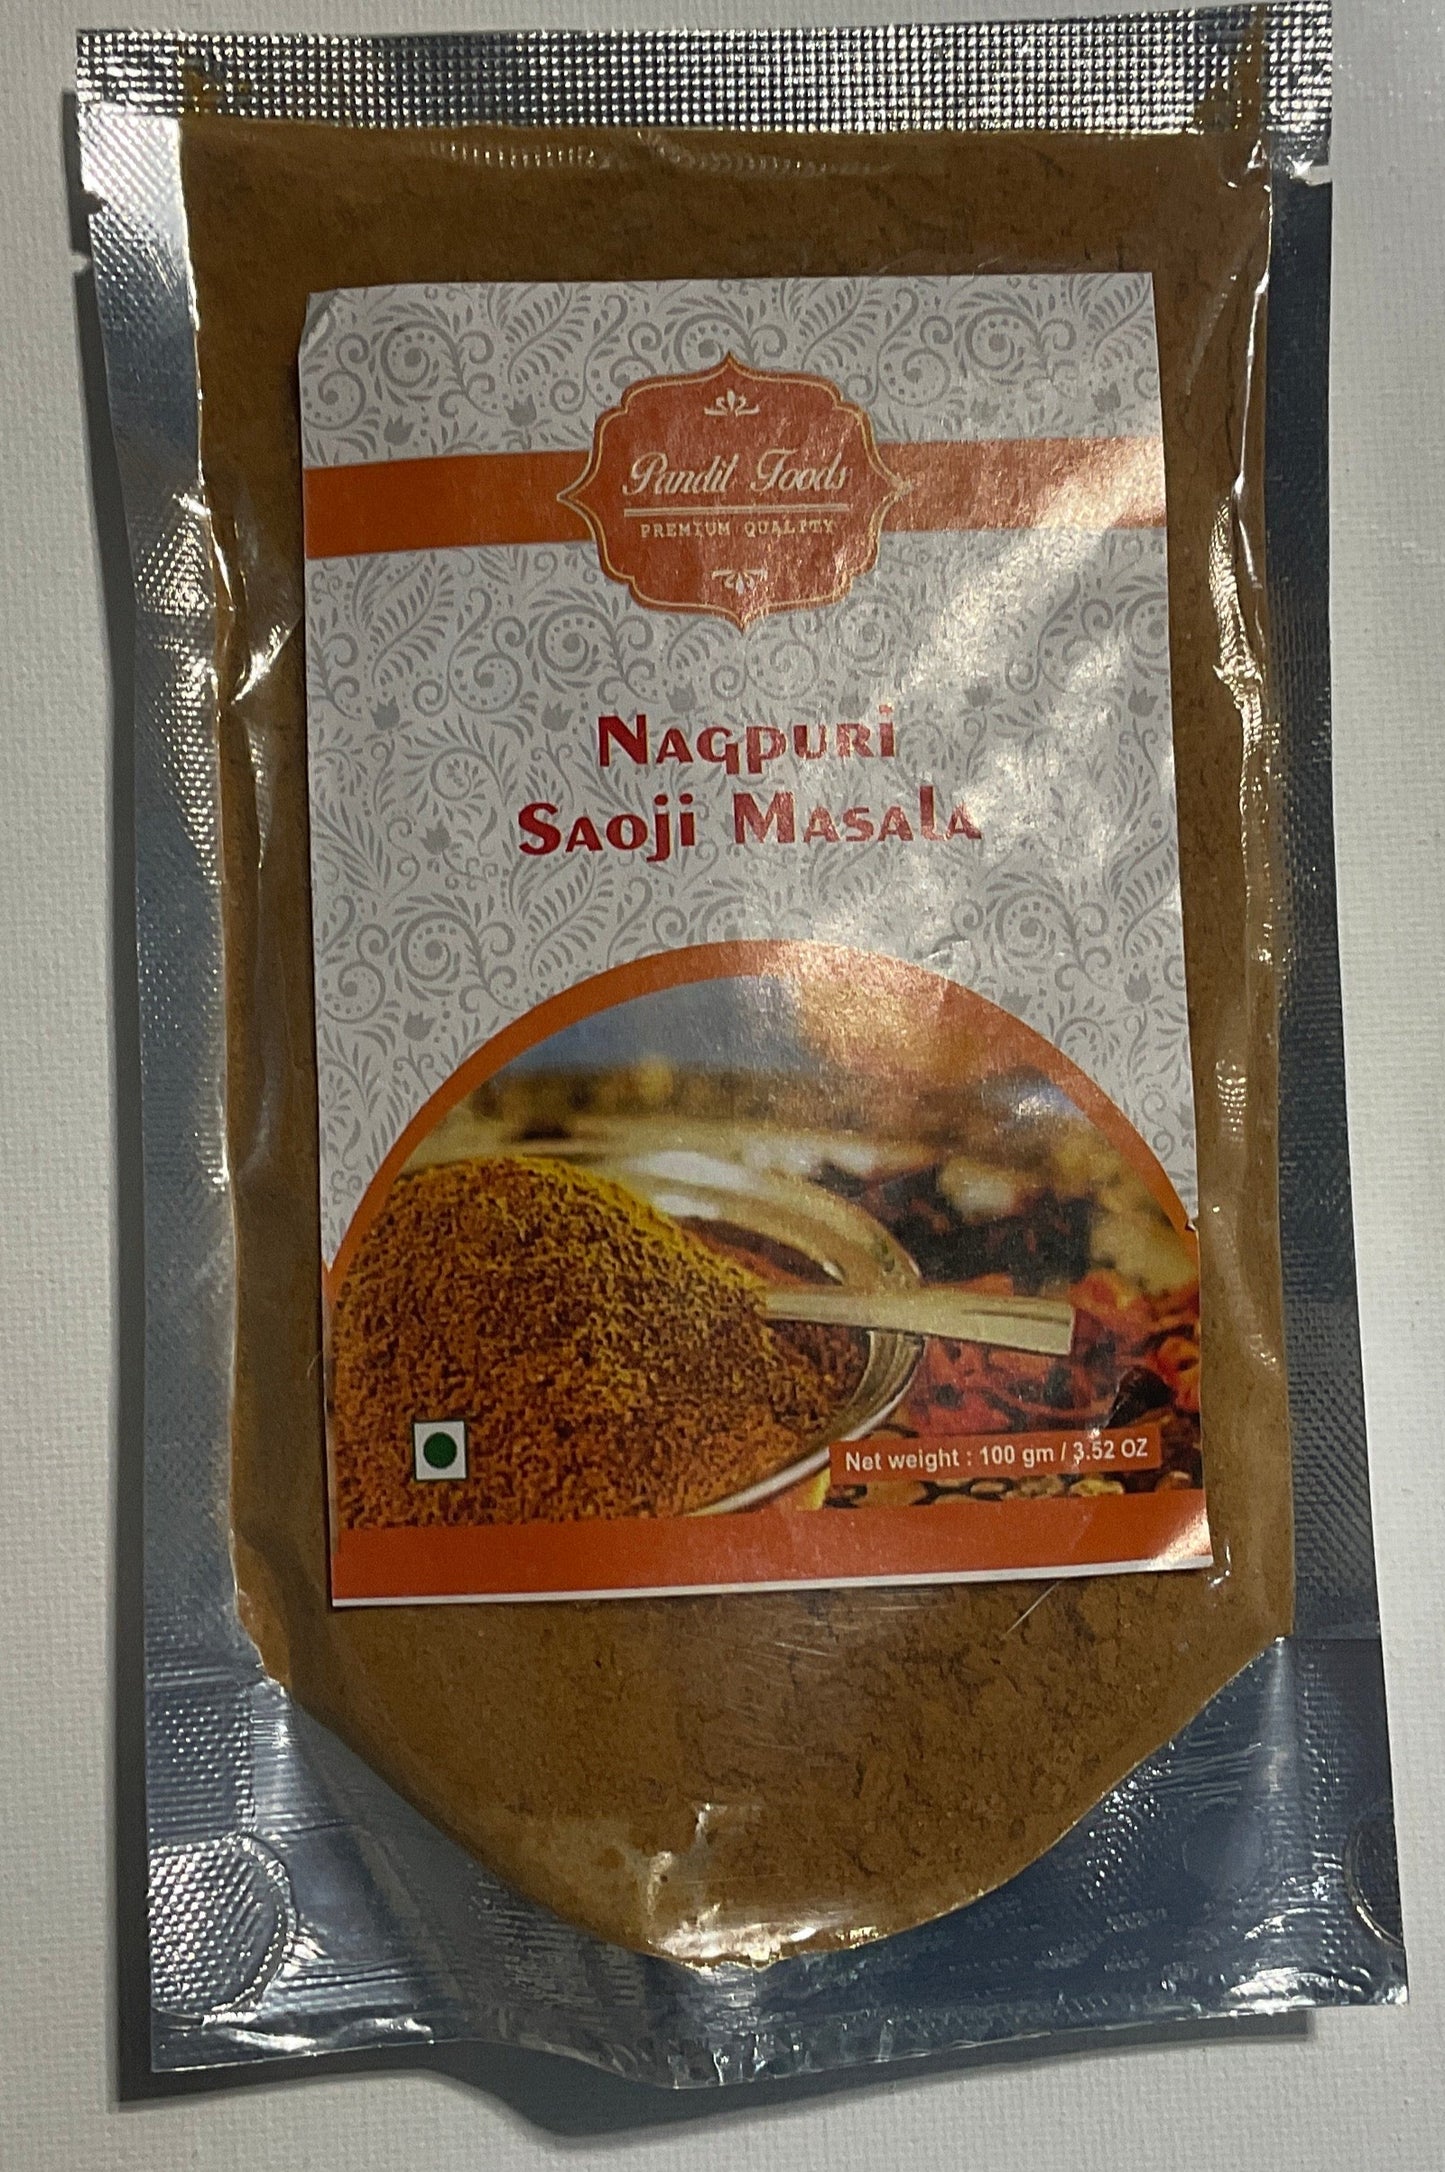 Pandit Foods
PREMIUM QUALITY
Nagpuri
Saoji Masala
Net weight : 100 gm / 3.52 OZ